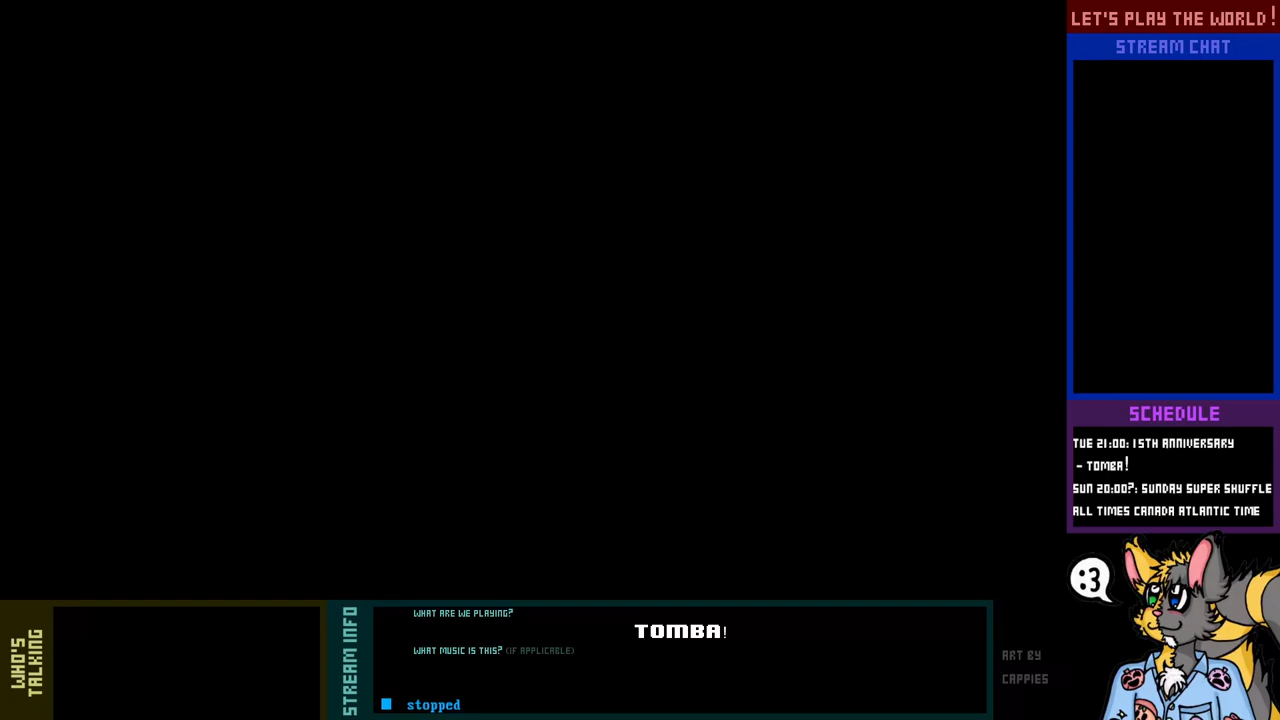 LET'S PLAY THE WORLD!
STREAM CHAT
SCHEDULE
TUE 21:00: 15TH ANNIVERSARY
- TOMBA!
SUN 20:00?: SUNDAY SUPER SHUFFLE
ALL TIMES CANADA ATLANTIC TIME
:3
WHO'S
TALKING
STREAM INFO
WHAT ARE WE PLAYING?
TOMBA!
WHAT MUSIC IS THIS? (IF APPLICABLE)
stopped
ART BY
CAPPIES